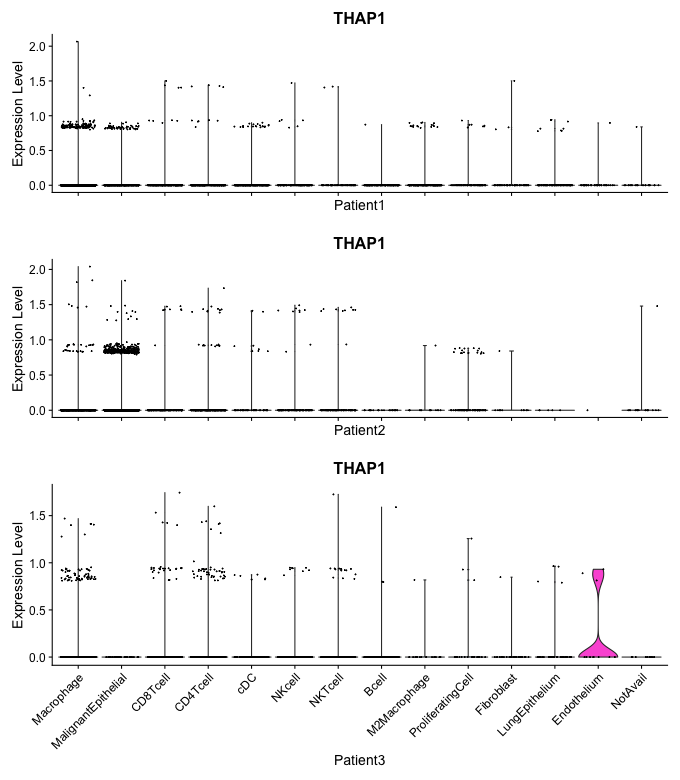 THAP1
Expression Level
2.0
1.5
1.0
0.5
0.0
Patient1
THAP1
Expression Level
2.0
1.5
1.0
0.5
0.0
Patient2
THAP1
Expression Level
1.5
1.0
0.5
0.0
Macrophage
MalignantEpithelial
CD8Tcell
CD4Tcell
cDC
NKcell
NKTcell
Bcell
M2Macrophage
ProliferatingCell
Fibroblast
LungEpithelium
Endothelium
NotAvail
Patient3